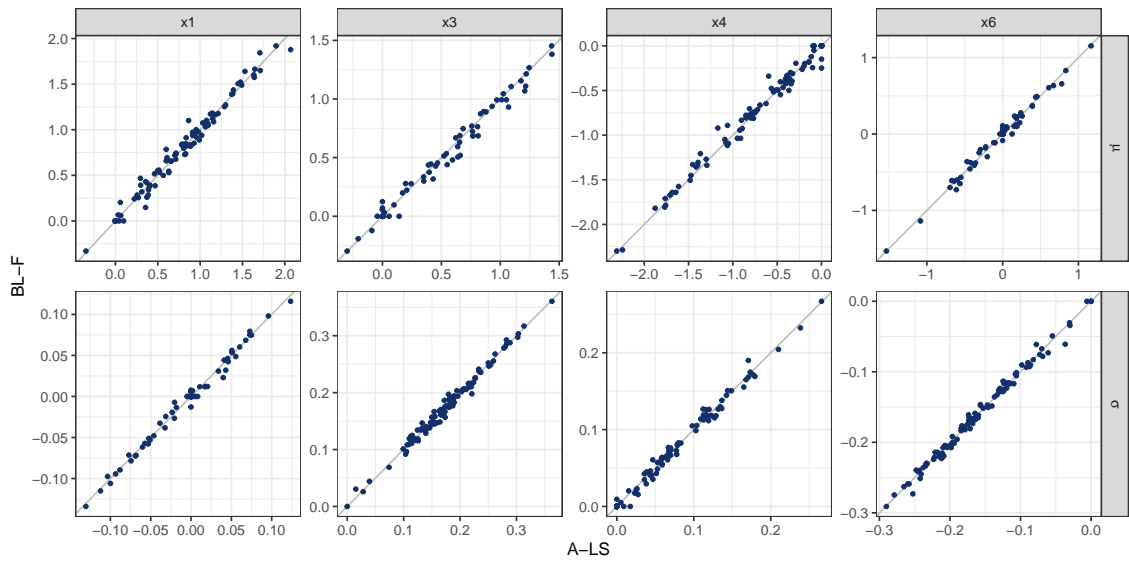 x1 x3 x4 x6
2.0 1.5 1.0 0.5 0.0
1.5 1.0 0.5 0.0
0.0 −0.5 −1.0 −1.5 −2.0
1 0 −1
μ
0.0 0.5 1.0 1.5 2.0
0.0 0.5 1.0 1.5
−2.0 −1.5 −1.0 −0.5 0.0
−1 0 1
BL−F
0.10 0.05 0.00 −0.05 −0.10
0.3 0.2 0.1 0.0
0.2 0.1 0.0
0.0 −0.1 −0.2 −0.3
σ
−0.10 −0.05 0.00 0.05 0.10
0.0 0.1 0.2 0.3
0.0 0.1 0.2
−0.3 −0.2 −0.1 0.0
A−LS